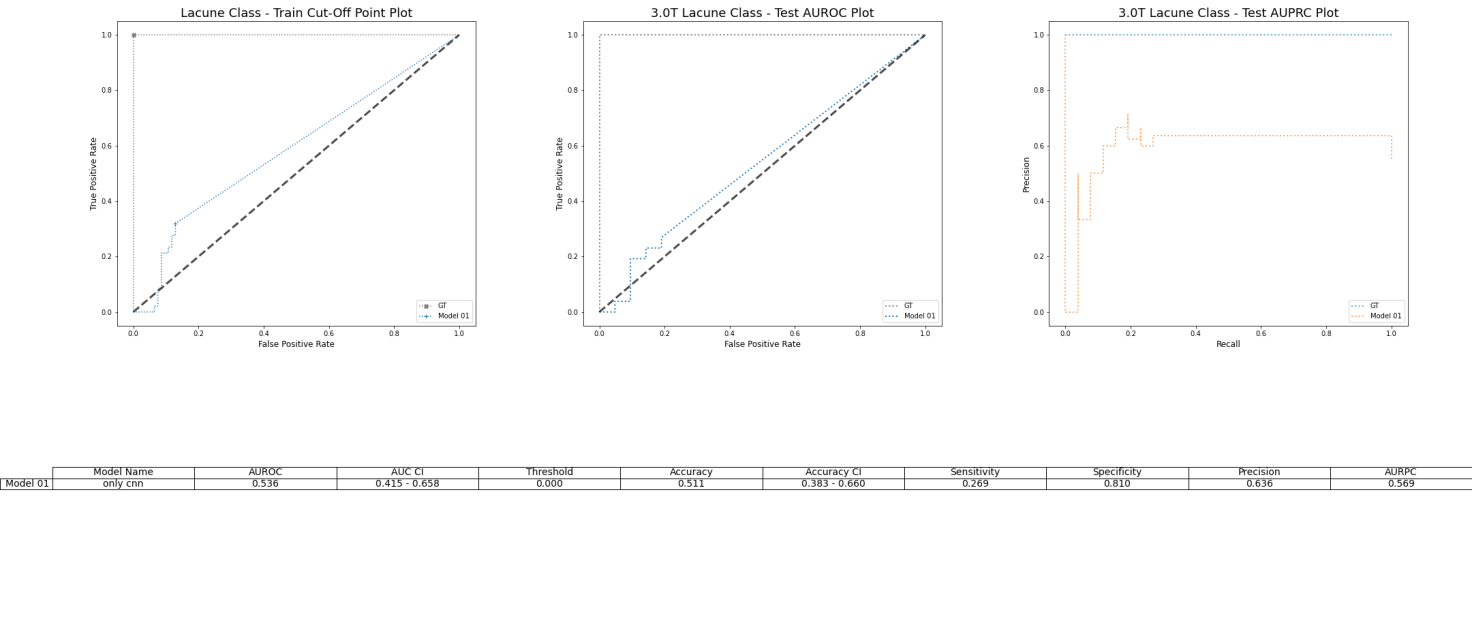 Lacune Class - Train Cut-Off Point Plot
1.0
0.8
0.6
0.4
0.2
0.0
True Positive Rate
0.0 0.2 0.4 0.6 0.8 1.0
False Positive Rate
GT
Model 01
3.0T Lacune Class - Test AUROC Plot
1.0
0.8
0.6
0.4
0.2
0.0
True Positive Rate
0.0 0.2 0.4 0.6 0.8 1.0
False Positive Rate
GT
Model 01
3.0T Lacune Class - Test AUPRC Plot
1.0
0.8
0.6
0.4
0.2
0.0
Precision
0.0 0.2 0.4 0.6 0.8 1.0
Recall
GT
Model 01
Model Name AUROC AUC CI Threshold Accuracy Accuracy CI Sensitivity Specificity Precision AURPC
Model 01 only cnn 0.536 0.415 - 0.658 0.000 0.511 0.383 - 0.660 0.269 0.810 0.636 0.569